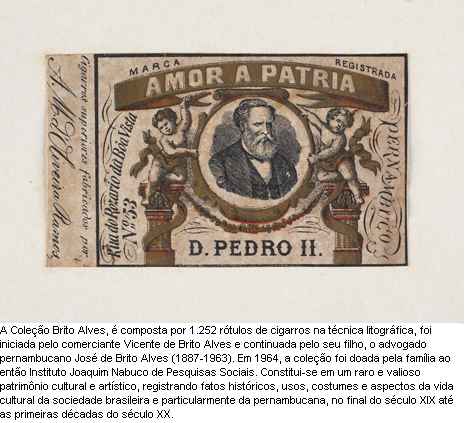 MARCA REGISTRADA
AMOR A PATRIA
Cigarros superiores fabricados por
Rua do Rozario da Boa Vista
Nº 53
PERNAMBUCO
D. PEDRO II.
A Coleção Brito Alves, é composta por 1.252 rótulos de cigarros na técnica litográfica, foi
iniciada pelo comerciante Vicente de Brito Alves e continuada pelo seu filho, o advogado
pernambucano José de Brito Alves (1887-1963). Em 1964, a coleção foi doada pela família ao
então Instituto Joaquim Nabuco de Pesquisas Sociais. Constitui-se em um raro e valioso
patrimônio cultural e artístico, registrando fatos históricos, usos, costumes e aspectos da vida
cultural da sociedade brasileira e particularmente da pernambucana, no final do século XIX até
as primeiras décadas do século XX.